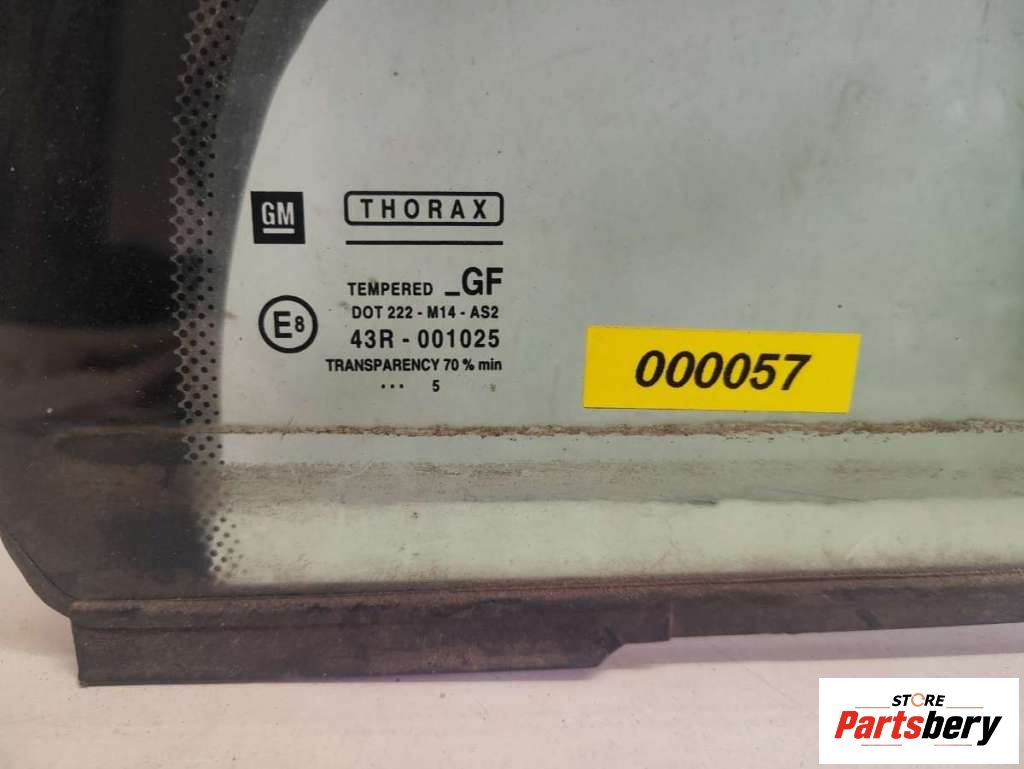 GM
THORAX
TEMPERED _GF
DOT 222 - M14 - AS2
E8
43R - 001025
TRANSPARENCY 70 % min
... 5
000057
STORE
Partsbery